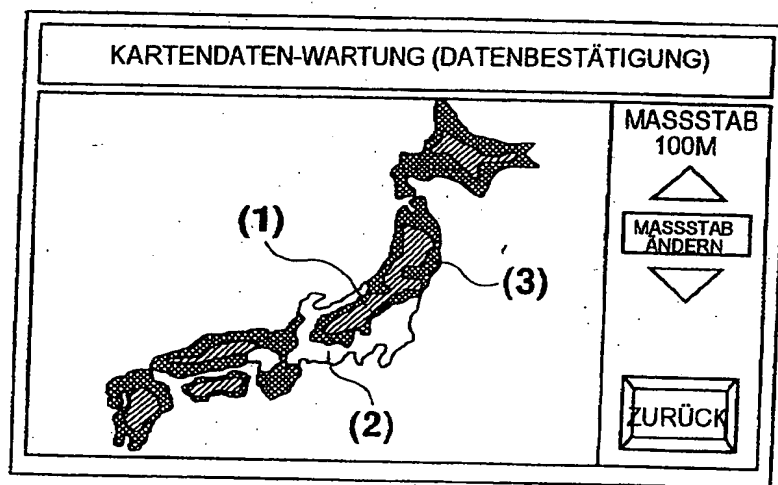 KARTENDATEN-WARTUNG (DATENBESTÄTIGUNG)
MASSSTAB
100M
MASSSTAB
ÄNDERN
ZURÜCK
(1)
(3)
(2)